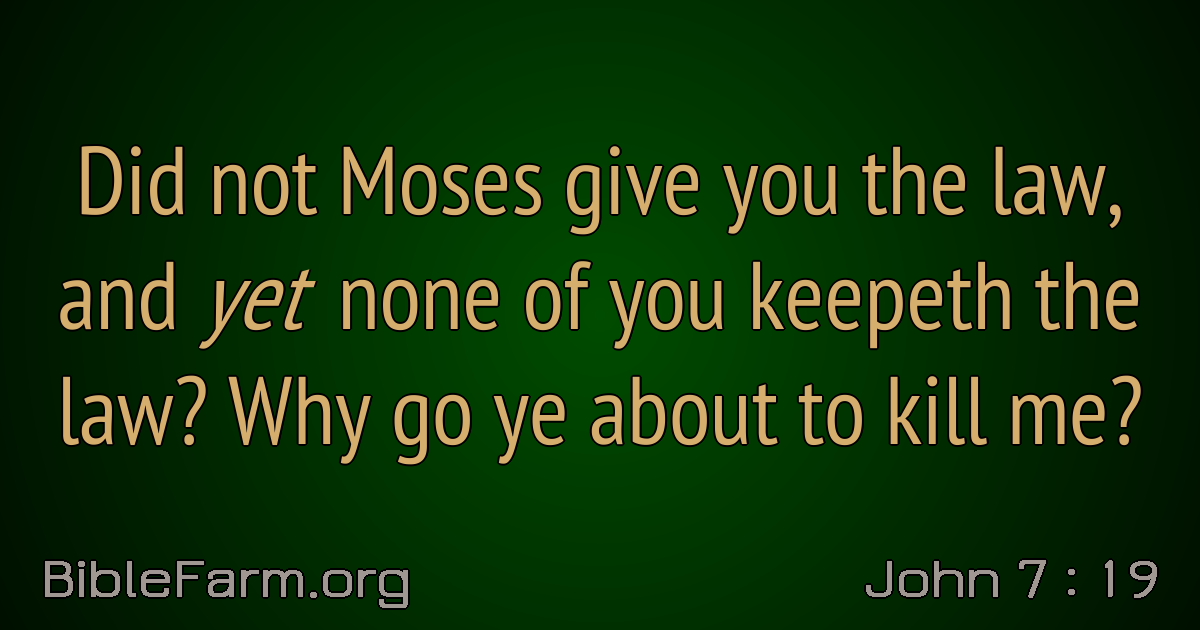 Did not Moses give you the law,
and yet none of you keepeth the
law? Why go ye about to kill me?
BibleFarm.org
John 7 : 19